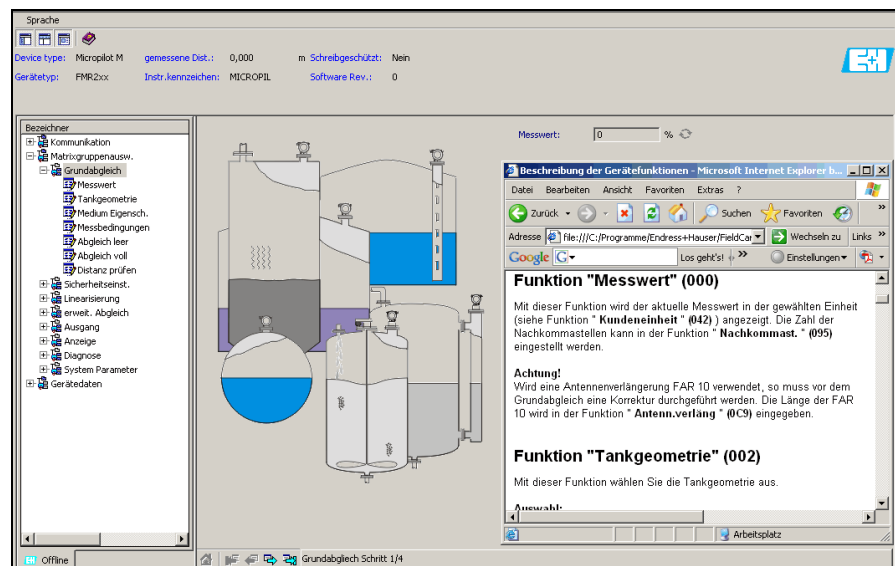 Sprache
Device type: Micropilot M gemessene Dist.: 0,000 m Schreibgeschützt: Nein
Gerätetyp: FMR2xx Instr.kennzeichen: MICROPIL Software Rev.: 0
E+H
Bezeichner
Kommunikation
Matrixgruppenausw.
Grundabgleich
Messwert
Tankgeometrie
Medium Eigensch.
Messbedingungen
Abgleich leer
Abgleich voll
Distanz prüfen
Sicherheitseinst.
Linearisierung
erweit. Abgleich
Ausgang
Anzeige
Diagnose
System Parameter
Gerätedaten
Offline
Messwert: 0 %
Beschreibung der Gerätefunktionen - Microsoft Internet Explorer b...
Datei Bearbeiten Ansicht Favoriten Extras ?
Zurück Suchen Favoriten »
Adresse file:///C:/Programme/Endress+Hauser/FieldCar Wechseln zu Links »
Google G Los geht's! » Einstellungen
Funktion "Messwert" (000)
Mit dieser Funktion wird der aktuelle Messwert in der gewählten Einheit
(siehe Funktion " Kundeneinheit " (042) ) angezeigt. Die Zahl der
Nachkommastellen kann in der Funktion " Nachkommast. " (095)
eingestellt werden.
Achtung!
Wird eine Antennenverlängerung FAR 10 verwendet, so muss vor dem
Grundabgleich eine Korrektur durchgeführt werden. Die Länge der FAR
10 wird in der Funktion " Antenn.verläng " (0C9) eingegeben.
Funktion "Tankgeometrie" (002)
Mit dieser Funktion wählen Sie die Tankgeometrie aus.
Auswahl:
Arbeitsplatz
Grundabgliech Schritt 1/4